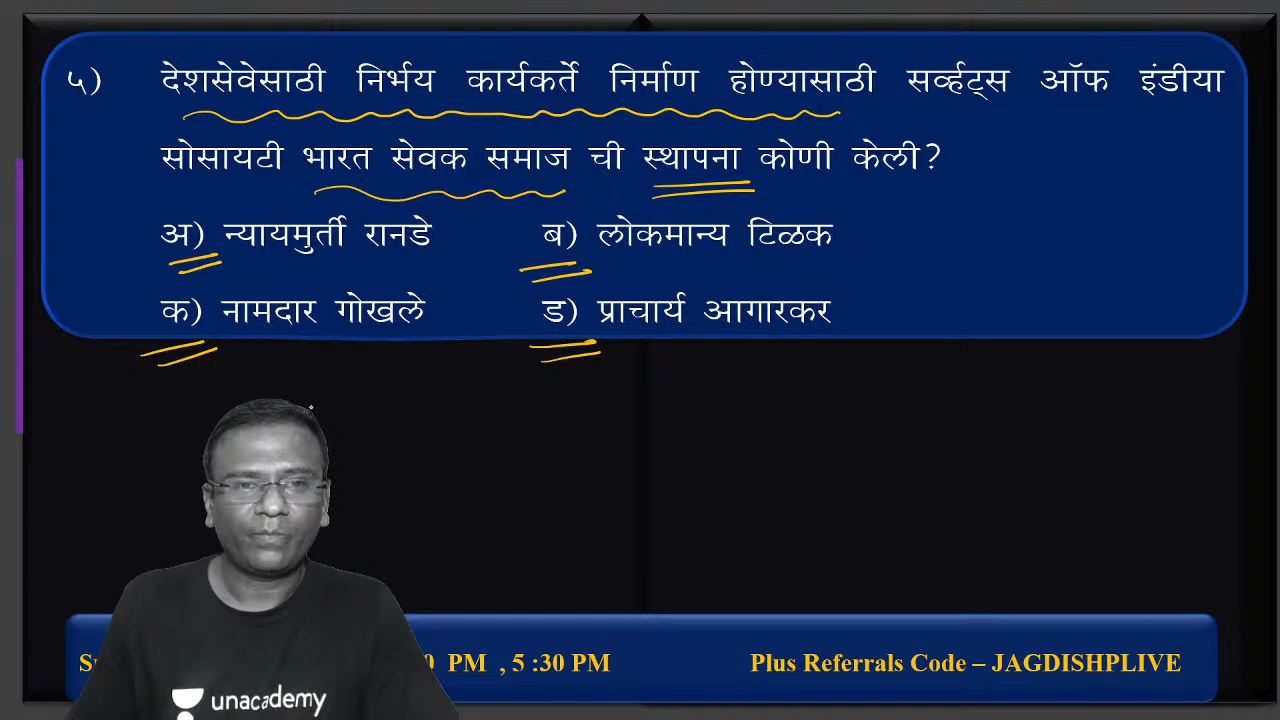 ५) देशसेवेसाठी निर्भय कार्यकर्ते निर्माण होण्यासाठी सर्व्हंट्स ऑफ इंडीया
सोसायटी भारत सेवक समाज ची स्थापना कोणी केली?
अ) न्यायमुर्ती रानडे ब) लोकमान्य टिळक
क) नामदार गोखले ड) प्राचार्य आगारकर
PM , 5 :30 PM Plus Referrals Code – JAGDISHPLIVE
unacademy